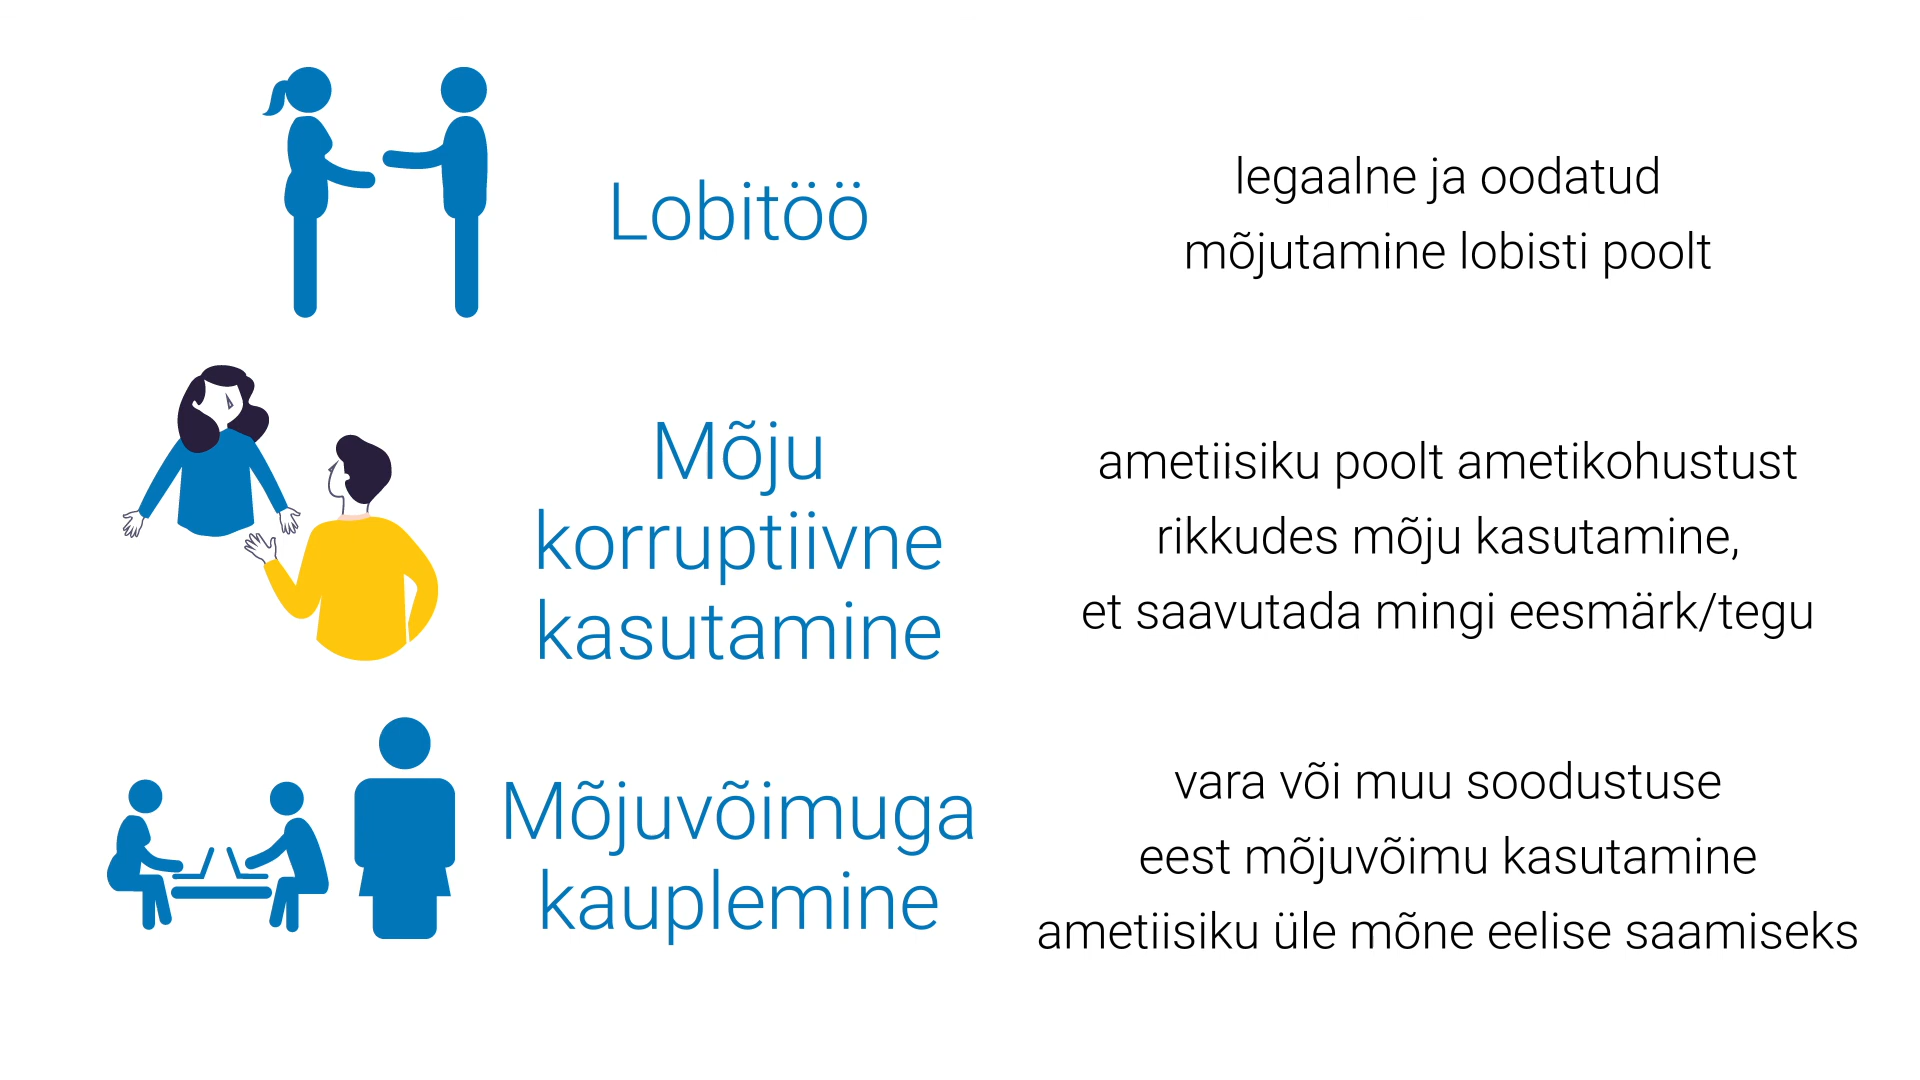 Lobitöö
legaalne ja oodatud
mõjutamine lobisti poolt
Mõju
korruptiivne
kasutamine
ametiisiku poolt ametikohustust
rikkudes mõju kasutamine,
et saavutada mingi eesmärk/tegu
Mõjuvõimuga
kauplemine
vara või muu soodustuse
eest mõjuvõimu kasutamine
ametiisiku üle mõne eelise saamiseks